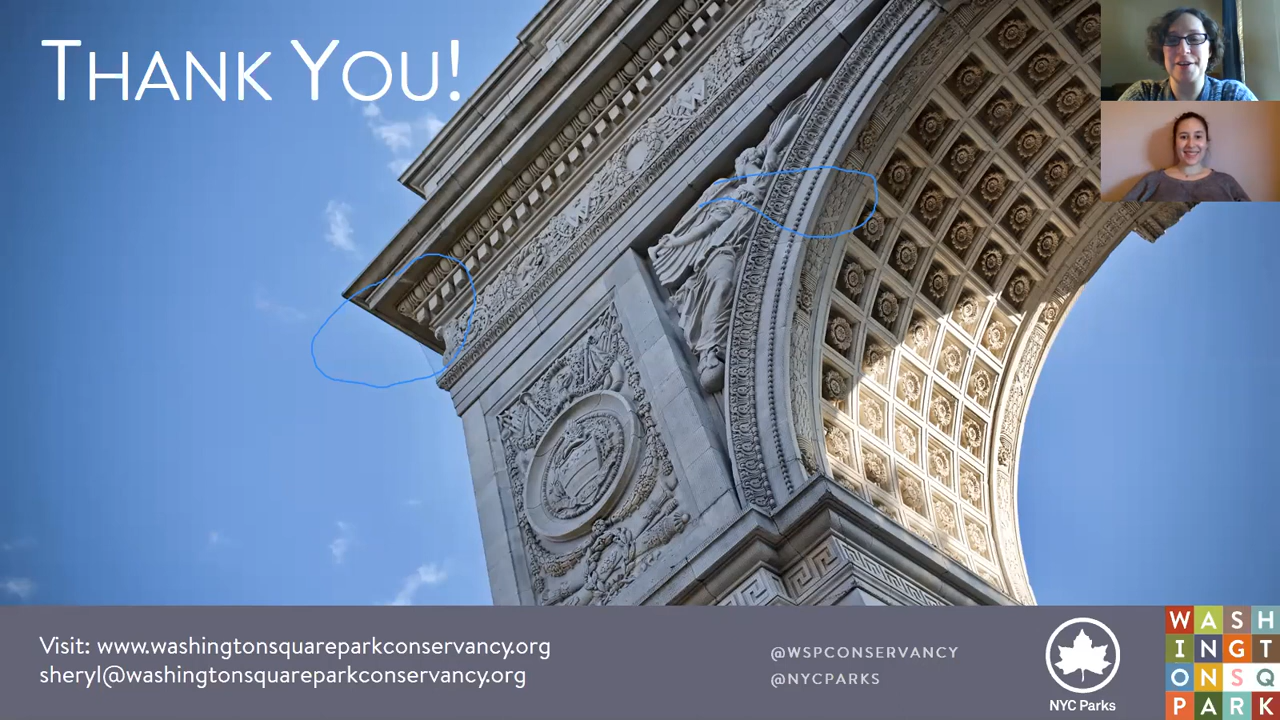 THANK YOU!
Visit: www.washingtonsquareparkconservancy.org
sheryl@washingtonsquareparkconservancy.org
@WSPCONSERVANCY
@NYCPARKS
NYC Parks
WASH
INGT
ONSQ
PARK